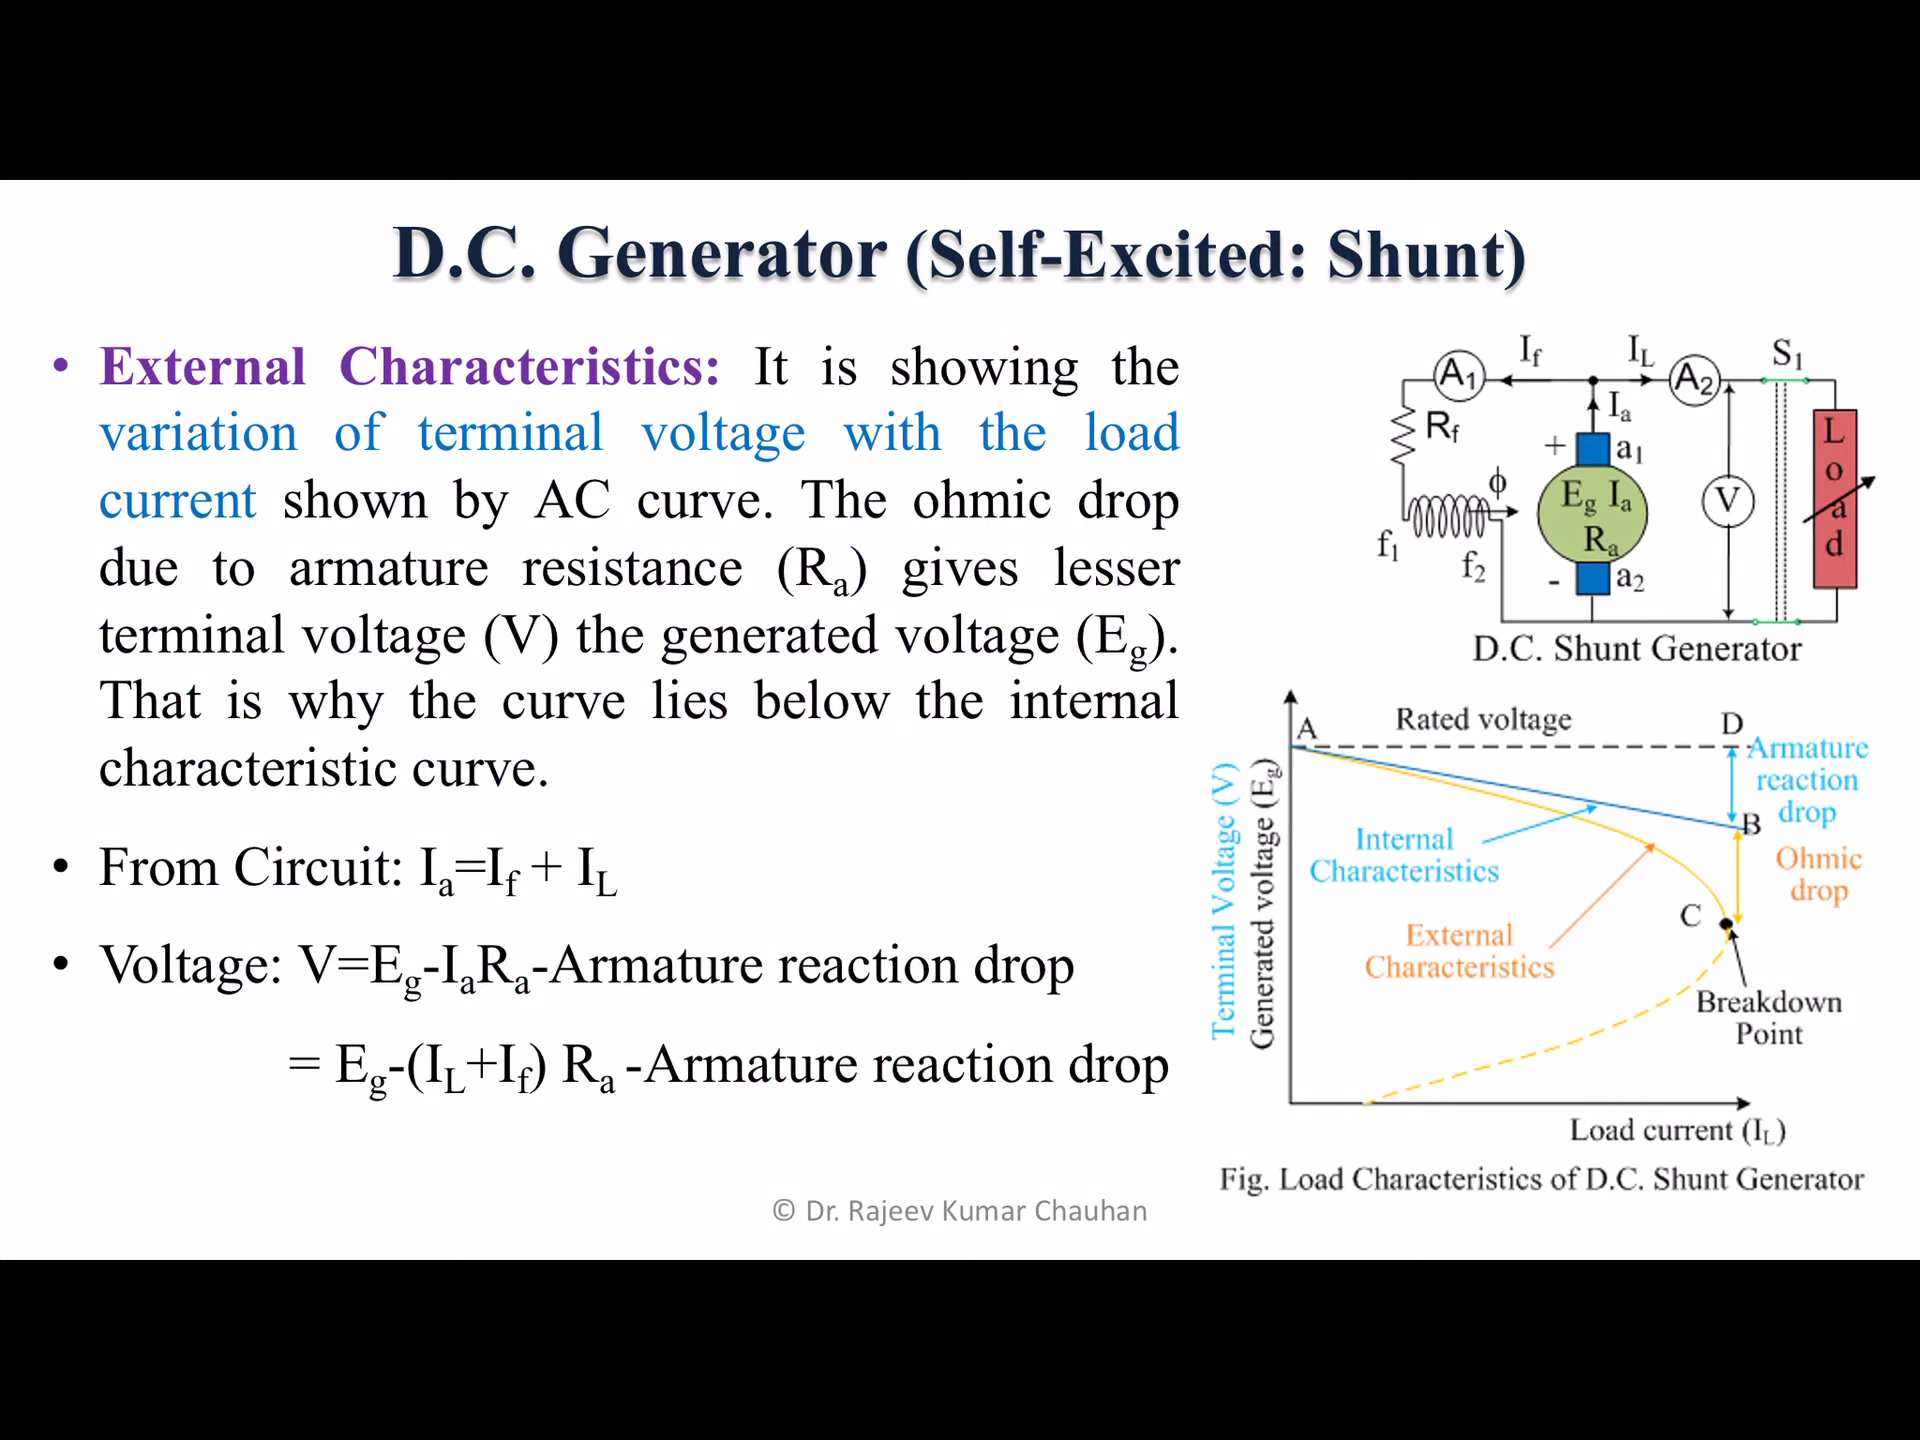 D.C. Generator (Self-Excited: Shunt)
• External Characteristics: It is showing the
variation of terminal voltage with the load
current shown by AC curve. The ohmic drop
due to armature resistance (Ra) gives lesser
terminal voltage (V) the generated voltage (Eg).
That is why the curve lies below the internal
characteristic curve.
• From Circuit: Ia=If + IL
• Voltage: V=Eg-IaRa-Armature reaction drop
= Eg-(IL+If) Ra -Armature reaction drop
A1
If
IL
A2
S1
Rf
Ia
+
a1
ϕ
Eg Ia
Ra
V
Load
f1
f2
-
a2
D.C. Shunt Generator
A
Rated voltage
D
Armature
reaction
drop
B
Ohmic
drop
Internal
Characteristics
External
Characteristics
C
Breakdown
Point
Terminal Voltage (V)
Generated voltage (Eg)
Load current (IL)
Fig. Load Characteristics of D.C. Shunt Generator
© Dr. Rajeev Kumar Chauhan